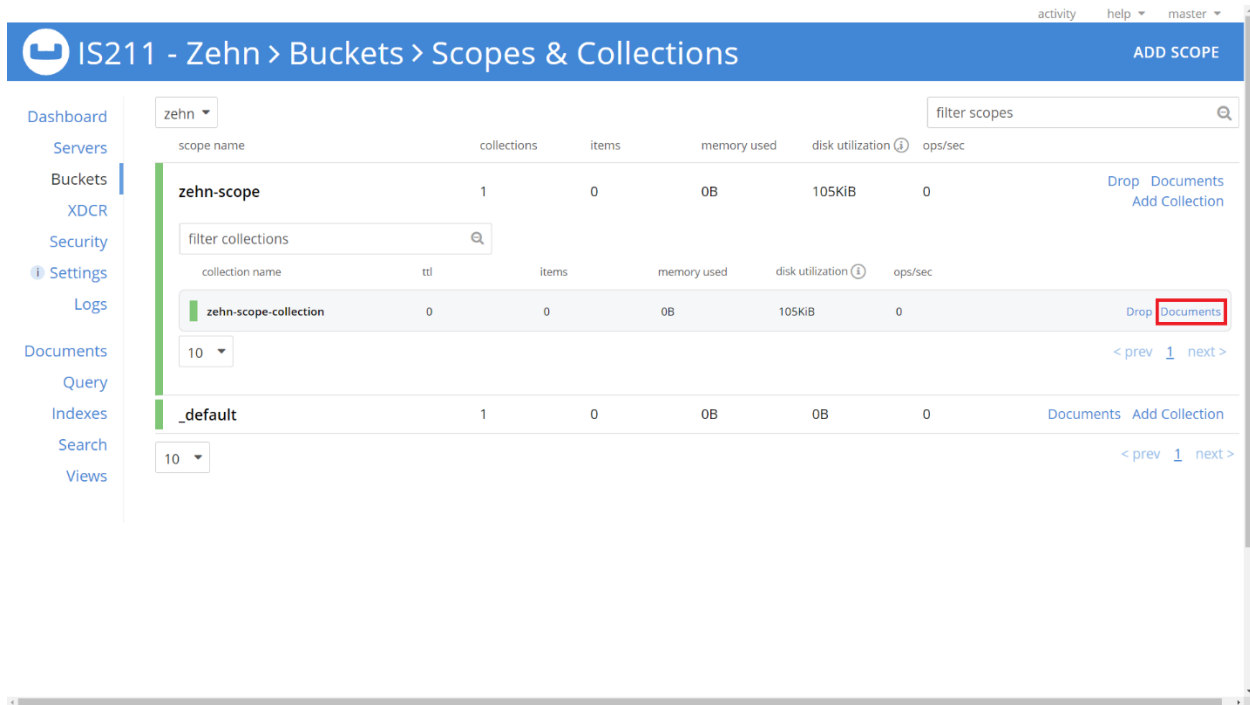 activity help master
IS211 - Zehn > Buckets > Scopes & Collections ADD SCOPE
Dashboard
Servers
Buckets
XDCR
Security
Settings
Logs
Documents
Query
Indexes
Search
Views
zehn filter scopes
scope name collections items memory used disk utilization ops/sec
zehn-scope 1 0 0B 105KiB 0 Drop Documents
Add Collection
filter collections
collection name ttl items memory used disk utilization ops/sec
zehn-scope-collection 0 0 0B 105KiB 0 Drop Documents
10 < prev 1 next >
_default 1 0 0B 0B 0 Documents Add Collection
10 < prev 1 next >